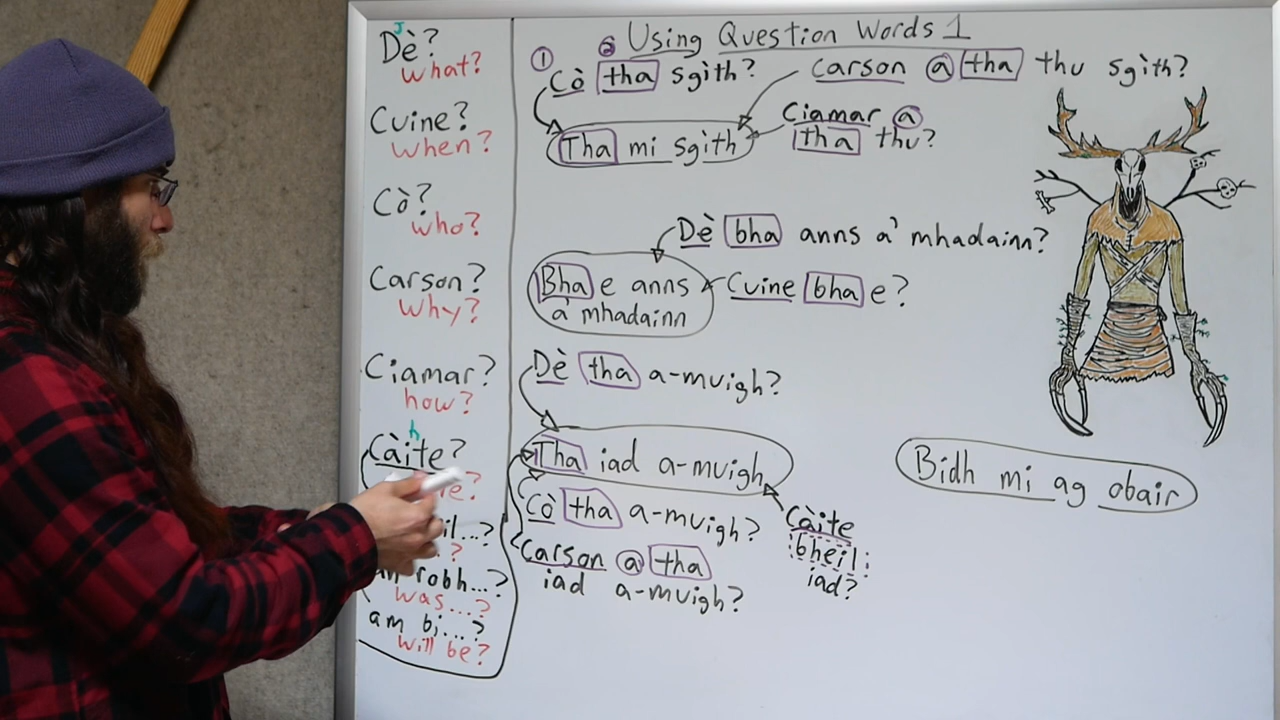 Using Question Words 1
Dè?
J
what?
Cuine?
when?
Cò?
who?
Carson?
Why?
Ciamar?
how?
h
Càite?
robh...?
was...?
am bi...?
will be?
1
2
Cò tha sgìth?
Carson a tha thu sgìth?
Tha mi sgìth
Ciamar a
tha thu?
Dè bha anns a' mhadainn?
Bha e anns
a' mhadainn
Cuine bha e?
Dè tha a-muigh?
Tha iad a-muigh
Cò tha a-muigh?
Carson a tha
iad a-muigh?
Càite
bheil
iad?
Bidh mi ag obair